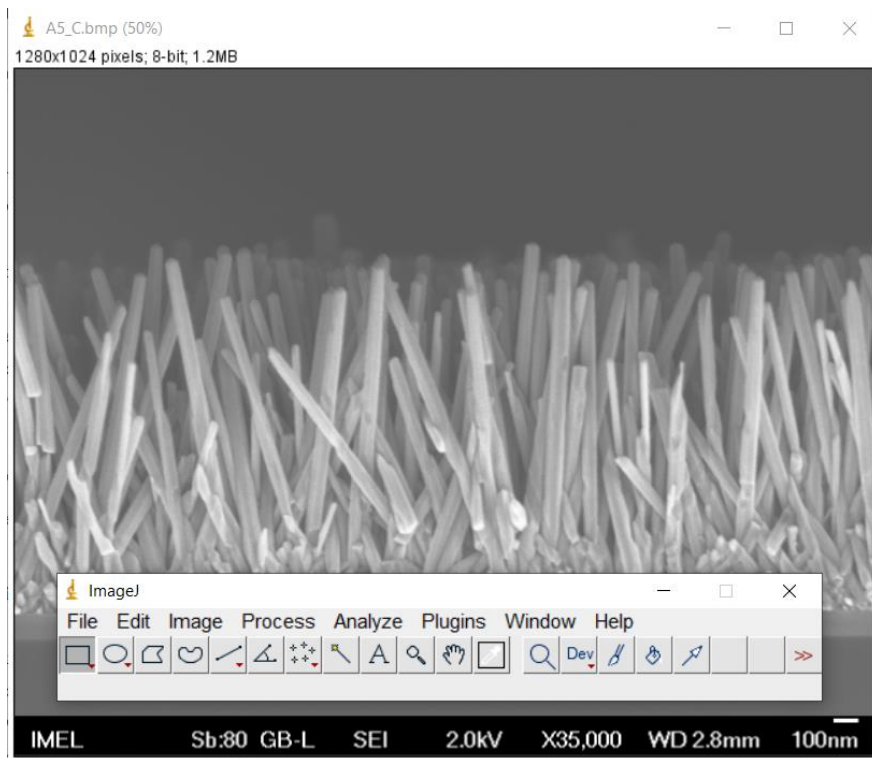 A5_C.bmp (50%)
1280x1024 pixels; 8-bit; 1.2MB
ImageJ
File Edit Image Process Analyze Plugins Window Help
A Dev >>
IMEL Sb:80 GB-L SEI 2.0kV X35,000 WD 2.8mm 100nm